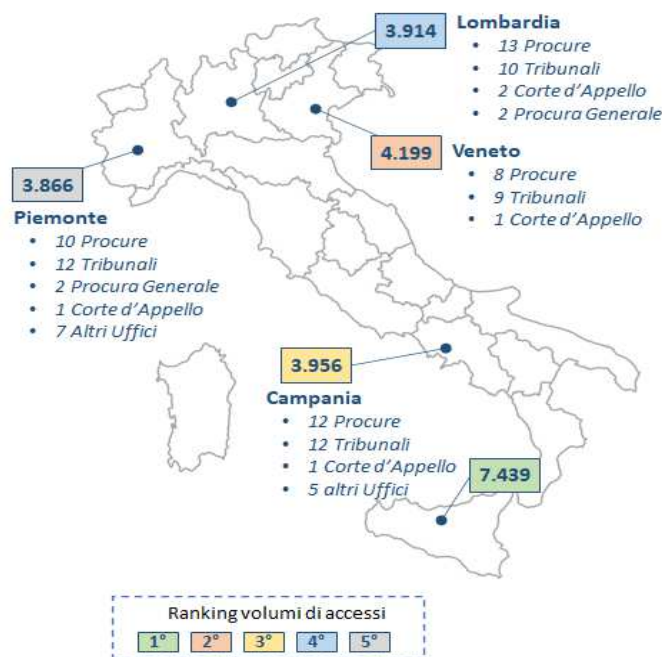 3.914
Lombardia
• 13 Procure
• 10 Tribunali
• 2 Corte d'Appello
• 2 Procura Generale
4.199
Veneto
• 8 Procure
• 9 Tribunali
• 1 Corte d'Appello
3.866
Piemonte
• 10 Procure
• 12 Tribunali
• 2 Procura Generale
• 1 Corte d'Appello
• 7 Altri Uffici
3.956
Campania
• 12 Procure
• 12 Tribunali
• 1 Corte d'Appello
• 5 altri Uffici
7.439
Ranking volumi di accessi
1° 2° 3° 4° 5°